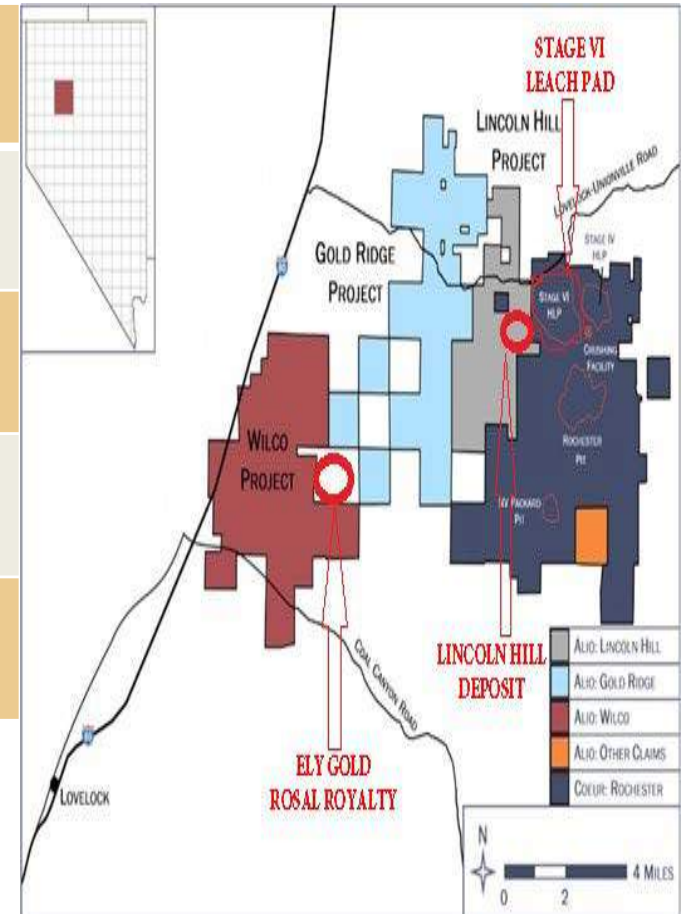 STAGE VI
LEACH PAD
LINCOLN HILL
PROJECT
LOVELOCK-UNIONVILLE ROAD
GOLD RIDGE
PROJECT
STAGE IV
HLP
STAGE VI
HLP
CRUSHING
FACILITY
ROCHESTER
PIT
WILCO
PROJECT
NV PACKARD
PIT
LINCOLN HILL
DEPOSIT
COAL CANYON ROAD
ELY GOLD
ROSAL ROYALTY
LOVELOCK
ALIO: LINCOLN HILL
ALIO: GOLD RIDGE
ALIO: WILCO
ALIO: OTHER CLAIMS
COEUR: ROCHESTER
N
4 MILES
0 2